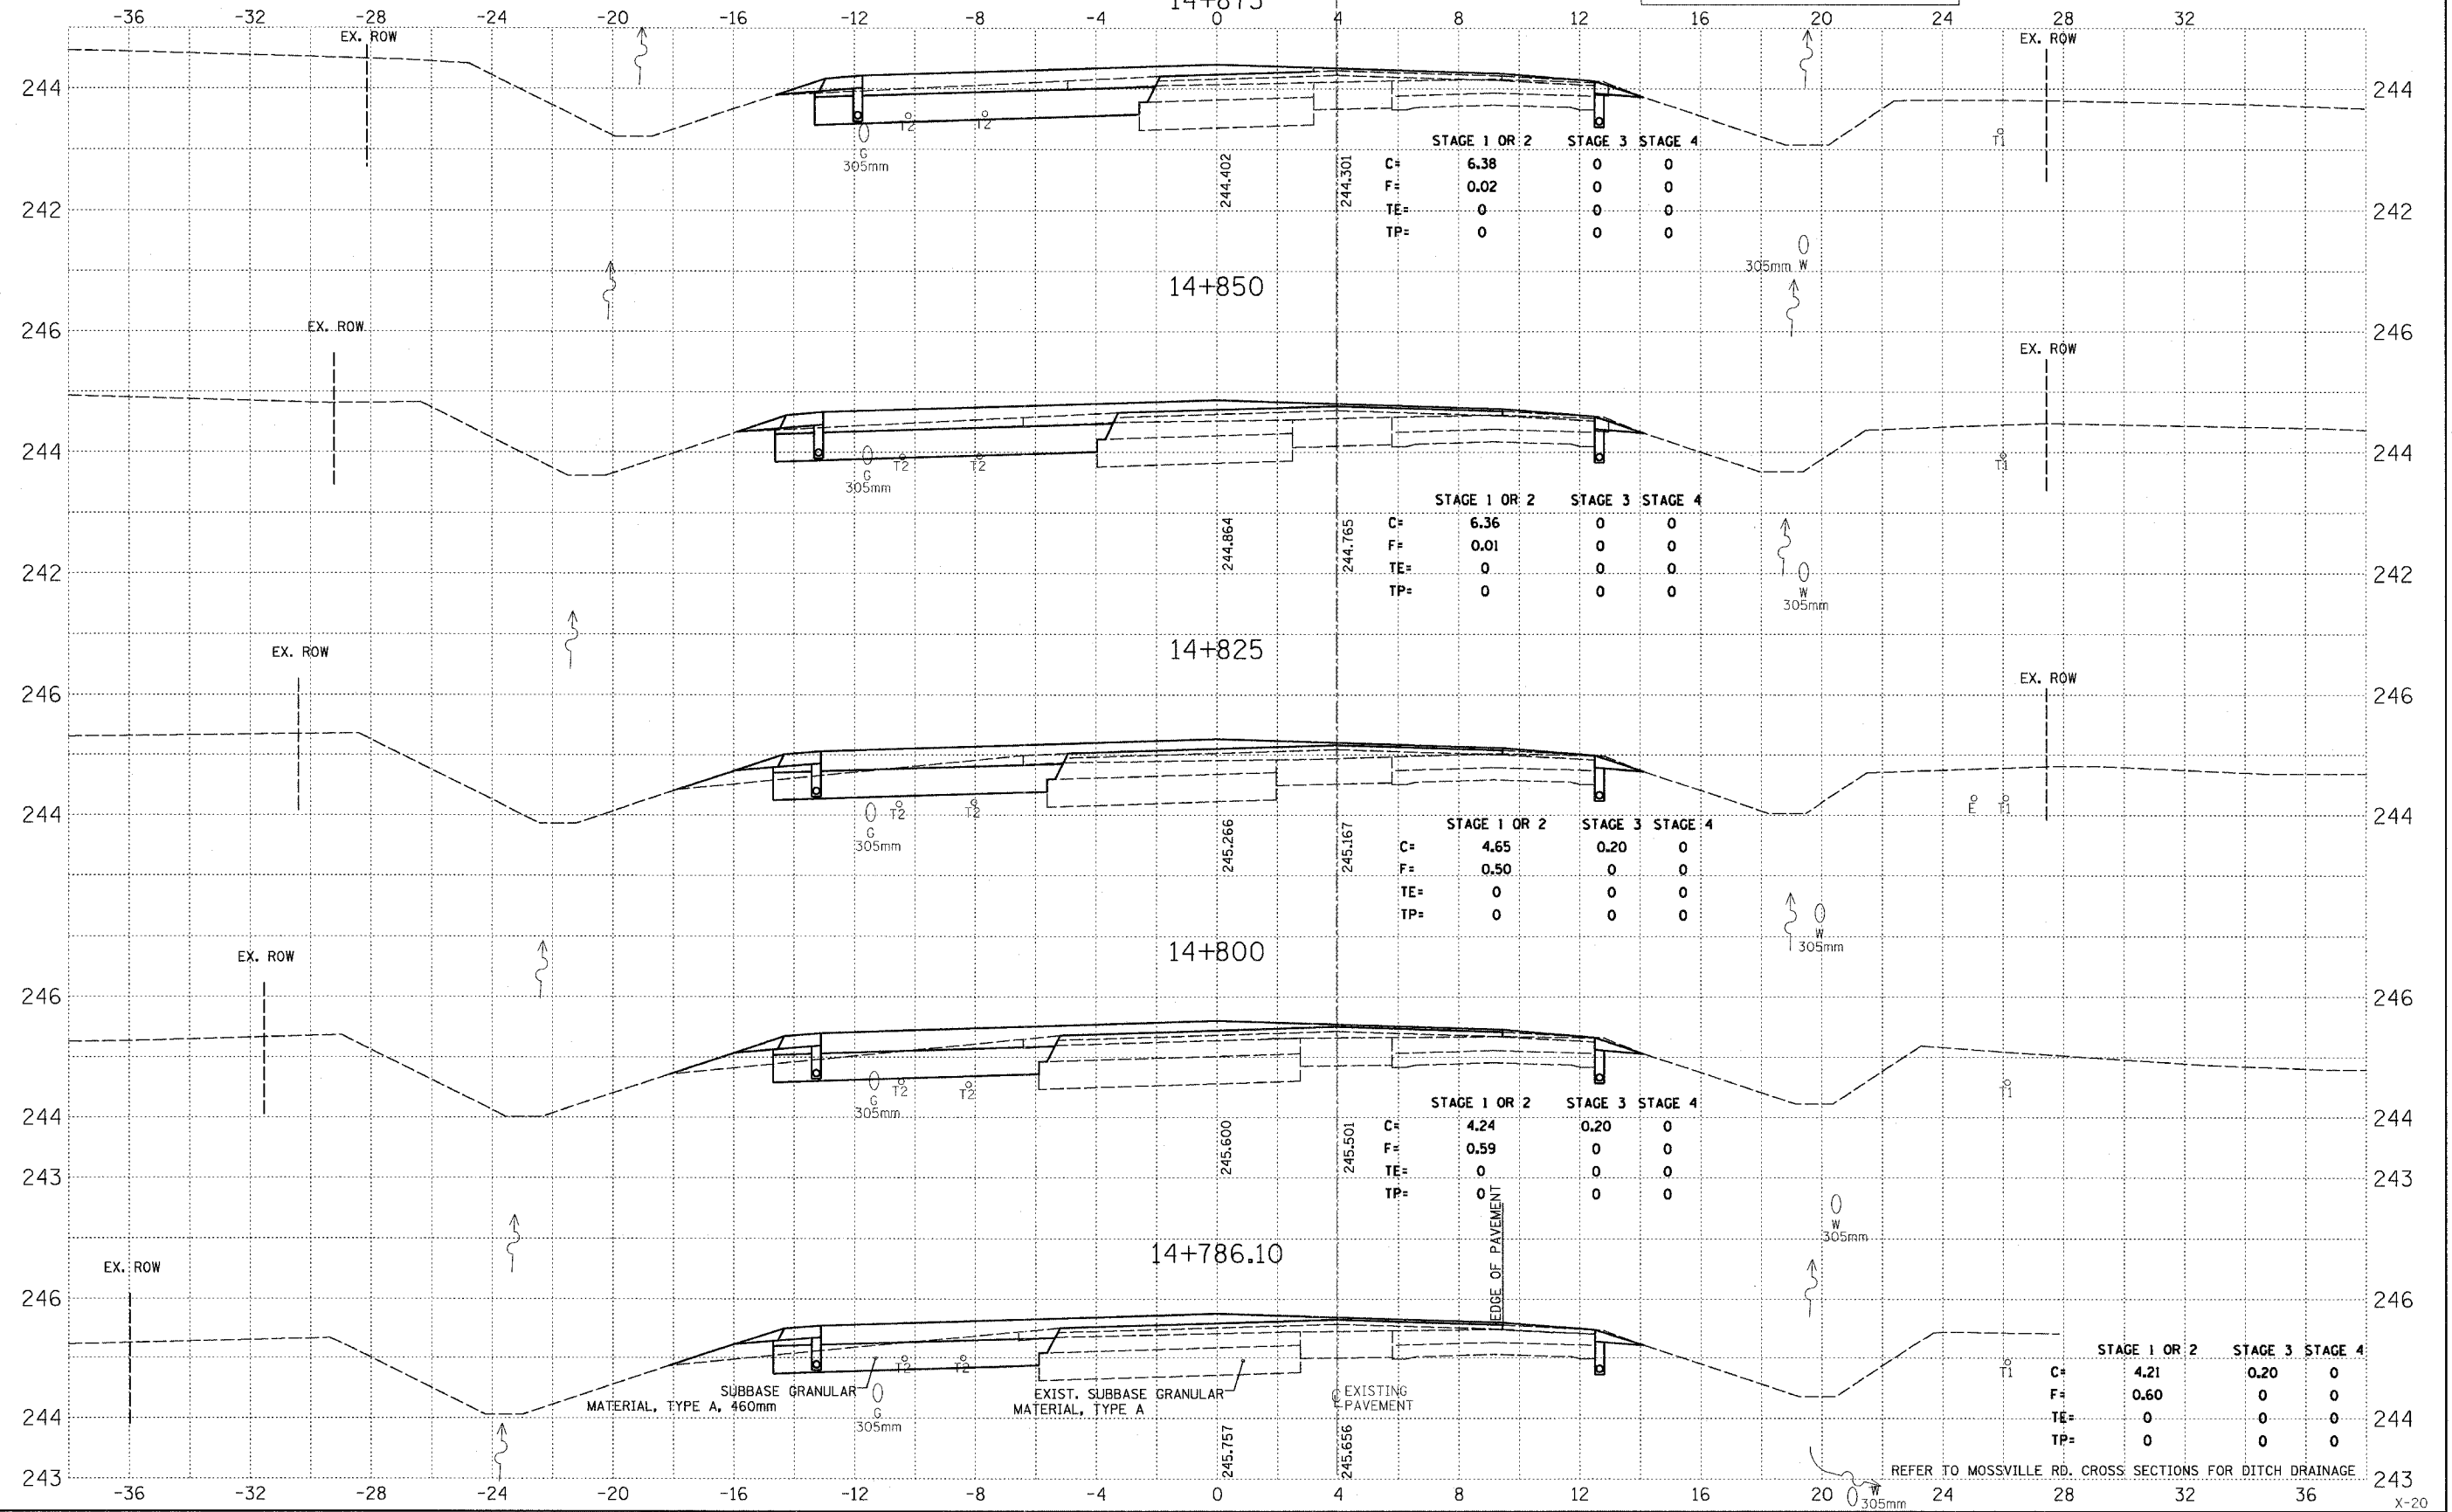 14+875
-36 -32 -28 -24 -20 -16 -12 -8 -4 0 4 8 12 16 20 24 28 32
EX. ROW
EX. ROW
244
244
T2
T2
G
305mm
T1
STAGE 1 OR 2 STAGE 3 STAGE 4
C= 6.38 0 0
F= 0.02 0 0
TE= 0 0 0
TP= 0 0 0
244.402
244.301
242
242
305mm W
14+850
246
246
EX. ROW
EX. ROW
244
244
T2
T2
G
305mm
T1
STAGE 1 OR 2 STAGE 3 STAGE 4
C= 6.36 0 0
F= 0.01 0 0
TE= 0 0 0
TP= 0 0 0
244.864
244.765
242
242
W
305mm
14+825
EX. ROW
EX. ROW
246
246
T2
T2
E
T1
244
244
G
305mm
STAGE 1 OR 2 STAGE 3 STAGE 4
C= 4.65 0.20 0
F= 0.50 0 0
TE= 0 0 0
TP= 0 0 0
245.266
245.167
W
305mm
14+800
EX. ROW
246
246
T2
T2
T1
G
305mm
244
244
STAGE 1 OR 2 STAGE 3 STAGE 4
C= 4.24 0.20 0
F= 0.59 0 0
TE= 0 0 0
TP= 0 0 0
245.600
245.501
243
243
W
305mm
EDGE OF PAVEMENT
14+786.10
EX. ROW
246
246
T2
T2
T1
SUBBASE GRANULAR
MATERIAL, TYPE A, 460mm
G
305mm
EXIST. SUBBASE GRANULAR
MATERIAL, TYPE A
EXISTING
PAVEMENT
STAGE 1 OR 2 STAGE 3 STAGE 4
C= 4.21 0.20 0
F= 0.60 0 0
TE= 0 0 0
TP= 0 0 0
244
244
245.757
245.656
243
243
REFER TO MOSSVILLE RD. CROSS SECTIONS FOR DITCH DRAINAGE
W
305mm
-36 -32 -28 -24 -20 -16 -12 -8 -4 0 4 8 12 16 20 24 28 32 36
X-20